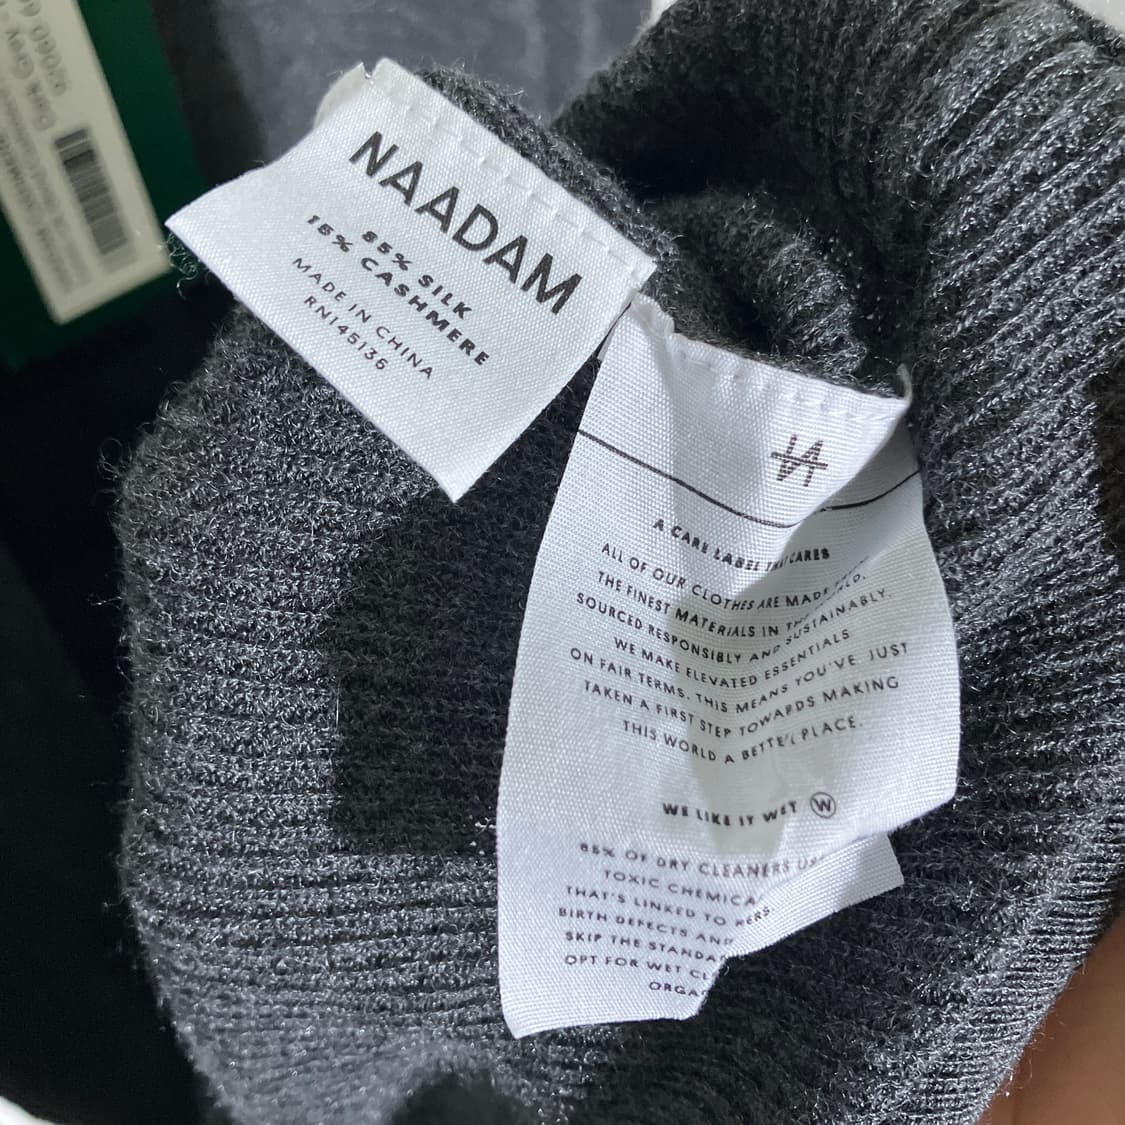 NAADAM
85% SILK
15% CASHMERE
MADE IN CHINA
RN145136
A CARE LABEL THAT CARES
ALL OF OUR CLOTHES ARE MADE
THE FINEST MATERIALS IN THE
SOURCED RESPONSIBLY AND SUSTAINABLY.
WE MAKE ELEVATED ESSENTIALS
ON FAIR TERMS. THIS MEANS YOU'VE JUST
TAKEN A FIRST STEP TOWARDS MAKING
THIS WORLD A BETTER PLACE.
WE LIKE IT WET W
85% OF DRY CLEANERS
TOXIC
THAT'S LINKED TO
BIRTH DEFECTS AND
SKIP THE
OPT FOR WET
Dark Grey